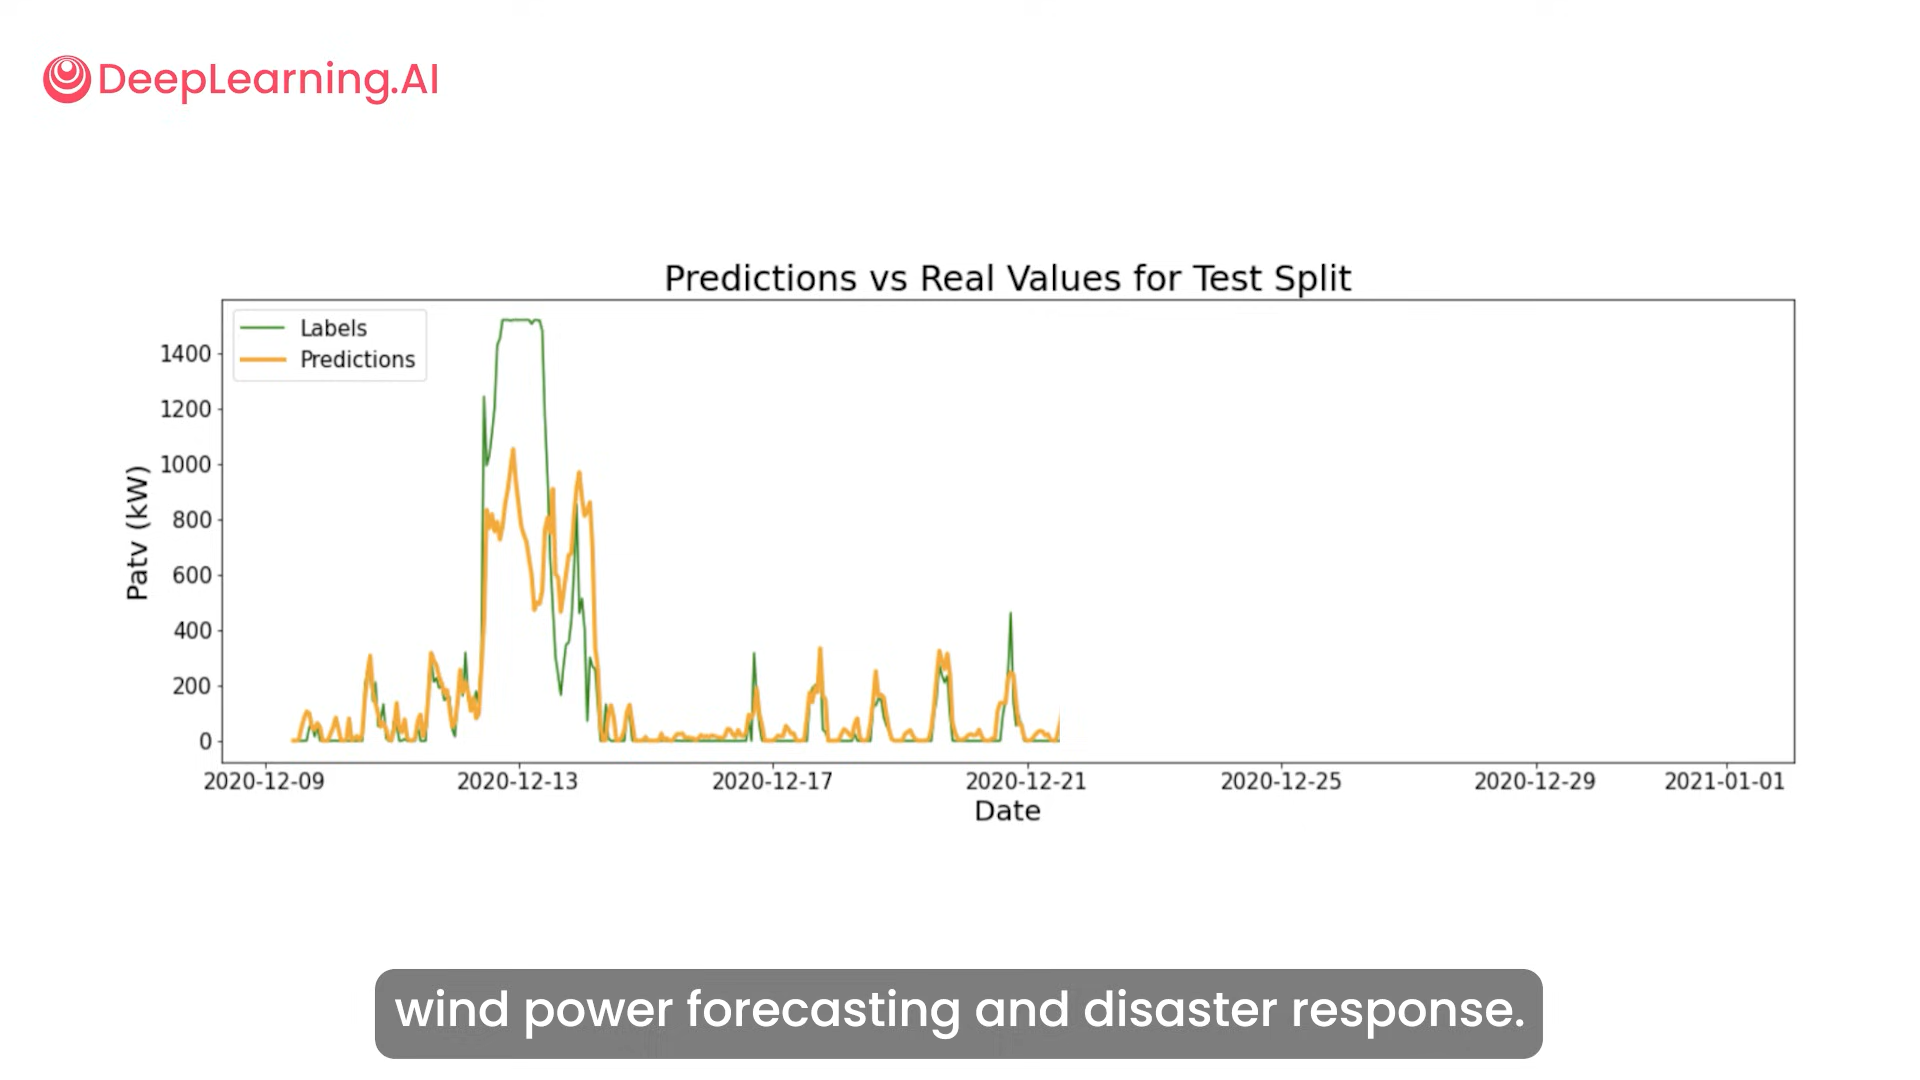 DeepLearning.AI
Predictions vs Real Values for Test Split
Labels
Predictions
1400
1200
1000
800
600
400
200
0
Patv (kW)
2020-12-09 2020-12-13 2020-12-17 2020-12-21 2020-12-25 2020-12-29 2021-01-01
Date
wind power forecasting and disaster response.